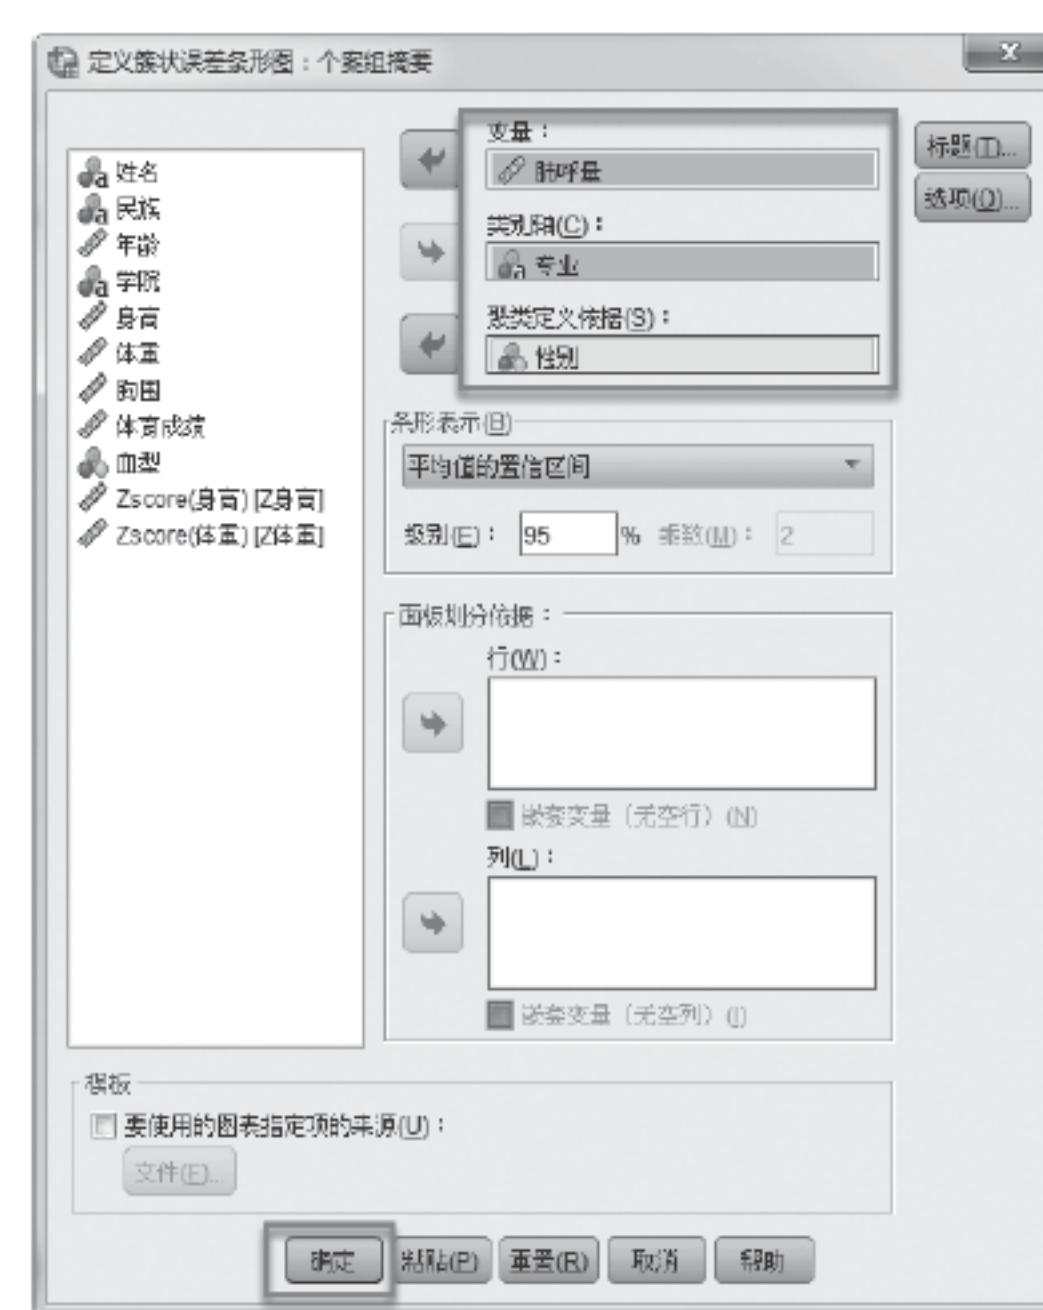 定义簇状误差条形图：个案组摘要
X
姓名
民族
年龄
学院
身高
体重
胸围
体育成绩
血型
Zscore(身高) [Z身高]
Zscore(体重) [Z体重]
变量：
肺呼量
类别轴(C)：
专业
聚类定义依据(S)：
性别
标题(T)...
选项(O)...
条形表示(B)
平均值的置信区间
级别(E)： 95 % 乘数(M)： 2
面板划分依据：
行(W)：
嵌套变量（无空行）(N)
列(L)：
嵌套变量（无空列）(I)
模板
要使用的图表指定项的来源(U)：
文件(F)...
确定 粘贴(P) 重置(R) 取消 帮助